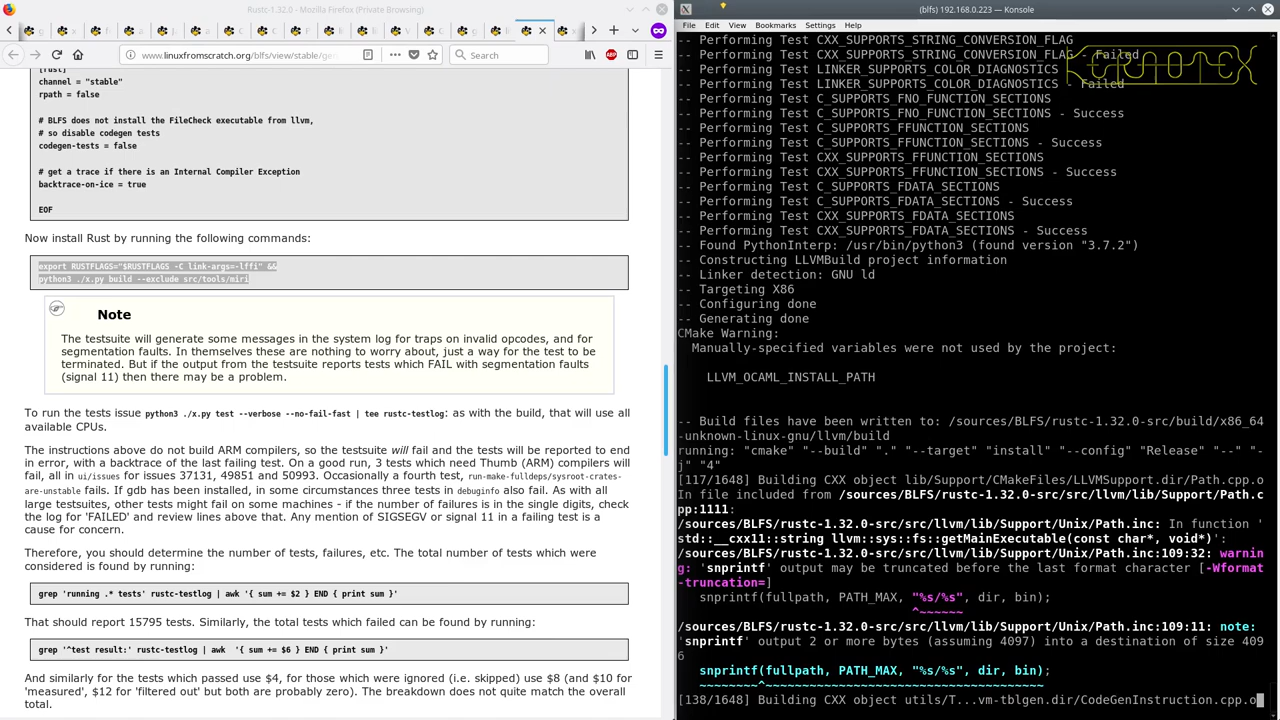 Rustc-1.32.0 - Mozilla Firefox (Private Browsing)
www.linuxfromscratch.org/blfs/view/stable/ge
Search
[rust]
channel = "stable"
rpath = false
# BLFS does not install the FileCheck executable from llvm,
# so disable codegen tests
codegen-tests = false
# get a trace if there is an Internal Compiler Exception
backtrace-on-ice = true
EOF
Now install Rust by running the following commands:
export RUSTFLAGS="$RUSTFLAGS -C link-args=-lffi" &&
python3 ./x.py build --exclude src/tools/miri
Note
The testsuite will generate some messages in the system log for traps on invalid opcodes, and for
segmentation faults. In themselves these are nothing to worry about, just a way for the test to be
terminated. But if the output from the testsuite reports tests which FAIL with segmentation faults
(signal 11) then there may be a problem.
To run the tests issue python3 ./x.py test --verbose --no-fail-fast | tee rustc-testlog: as with the build, that will use all
available CPUs.
The instructions above do not build ARM compilers, so the testsuite will fail and the tests will be reported to end
in error, with a backtrace of the last failing test. On a good run, 3 tests which need Thumb (ARM) compilers will
fail, all in ui/issues for issues 37131, 49851 and 50993. Occasionally a fourth test, run-make-fulldeps/sysroot-crates-
are-unstable fails. If gdb has been installed, in some circumstances three tests in debuginfo also fail. As with all
large testsuites, other tests might fail on some machines - if the number of failures is in the single digits, check
the log for 'FAILED' and review lines above that. Any mention of SIGSEGV or signal 11 in a failing test is a
cause for concern.
Therefore, you should determine the number of tests, failures, etc. The total number of tests which were
considered is found by running:
grep 'running .* tests' rustc-testlog | awk '{ sum += $2 } END { print sum }'
That should report 15795 tests. Similarly, the total tests which failed can be found by running:
grep '^test result:' rustc-testlog | awk  '{ sum += $6 } END { print sum }'
And similarly for the tests which passed use $4, for those which were ignored (i.e. skipped) use $8 (and $10 for
'measured', $12 for 'filtered out' but both are probably zero). The breakdown does not quite match the overall
total.
(blfs) 192.168.0.223 — Konsole
File Edit View Bookmarks Settings Help
-- Performing Test CXX_SUPPORTS_STRING_CONVERSION_FLAG
-- Performing Test CXX_SUPPORTS_STRING_CONVERSION_FLAG - Failed
-- Performing Test LINKER_SUPPORTS_COLOR_DIAGNOSTICS
-- Performing Test LINKER_SUPPORTS_COLOR_DIAGNOSTICS - Failed
-- Performing Test C_SUPPORTS_FNO_FUNCTION_SECTIONS
-- Performing Test C_SUPPORTS_FNO_FUNCTION_SECTIONS - Success
-- Performing Test C_SUPPORTS_FFUNCTION_SECTIONS
-- Performing Test C_SUPPORTS_FFUNCTION_SECTIONS - Success
-- Performing Test CXX_SUPPORTS_FFUNCTION_SECTIONS
-- Performing Test CXX_SUPPORTS_FFUNCTION_SECTIONS - Success
-- Performing Test C_SUPPORTS_FDATA_SECTIONS
-- Performing Test C_SUPPORTS_FDATA_SECTIONS - Success
-- Performing Test CXX_SUPPORTS_FDATA_SECTIONS
-- Performing Test CXX_SUPPORTS_FDATA_SECTIONS - Success
-- Found PythonInterp: /usr/bin/python3 (found version "3.7.2")
-- Constructing LLVMBuild project information
-- Linker detection: GNU ld
-- Targeting X86
-- Configuring done
-- Generating done
CMake Warning:
Manually-specified variables were not used by the project:
LLVM_OCAML_INSTALL_PATH
-- Build files have been written to: /sources/BLFS/rustc-1.32.0-src/build/x86_64
-unknown-linux-gnu/llvm/build
running: "cmake" "--build" "." "--target" "install" "--config" "Release" "--" "-
j" "4"
[117/1648] Building CXX object lib/Support/CMakeFiles/LLVMSupport.dir/Path.cpp.o
In file included from /sources/BLFS/rustc-1.32.0-src/src/llvm/lib/Support/Path.c
pp:1111:
/sources/BLFS/rustc-1.32.0-src/src/llvm/lib/Support/Unix/Path.inc: In function '
std::__cxx11::string llvm::sys::fs::getMainExecutable(const char*, void*)':
/sources/BLFS/rustc-1.32.0-src/src/llvm/lib/Support/Unix/Path.inc:109:32: warnin
g: 'snprintf' output may be truncated before the last format character [-Wformat
-truncation=]
snprintf(fullpath, PATH_MAX, "%s/%s", dir, bin);
^~~~~~~
/sources/BLFS/rustc-1.32.0-src/src/llvm/lib/Support/Unix/Path.inc:109:11: note:
'snprintf' output 2 or more bytes (assuming 4097) into a destination of size 409
6
snprintf(fullpath, PATH_MAX, "%s/%s", dir, bin);
~~~~~~~~^~~~~~~~~~~~~~~~~~~~~~~~~~~~~~~~~~~~~~~
[138/1648] Building CXX object utils/T...vm-tblgen.dir/CodeGenInstruction.cpp.o